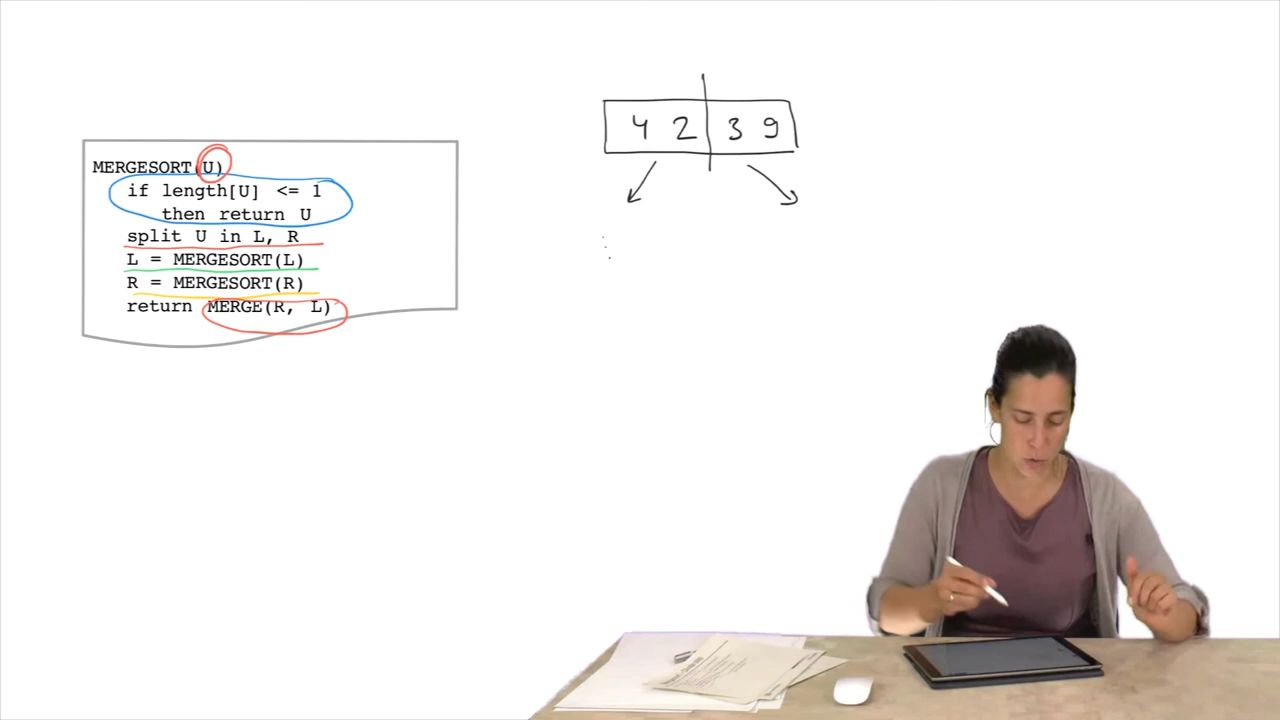 MERGESORT(U)
if length[U] <= 1
then return U
split U in L, R
L = MERGESORT(L)
R = MERGESORT(R)
return MERGE(R, L)
4 2 3 9